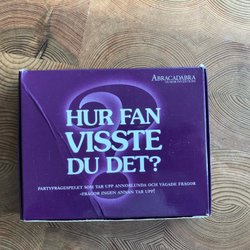 ABRACADABRA
HUR FAN
VISSTE
DU DET?
PARTYFRÅGESPELET SOM TAR UPP ANNORLUNDA OCH VÅGADE FRÅGOR
-FRÅGOR INGEN ANNAN TAR UPP!